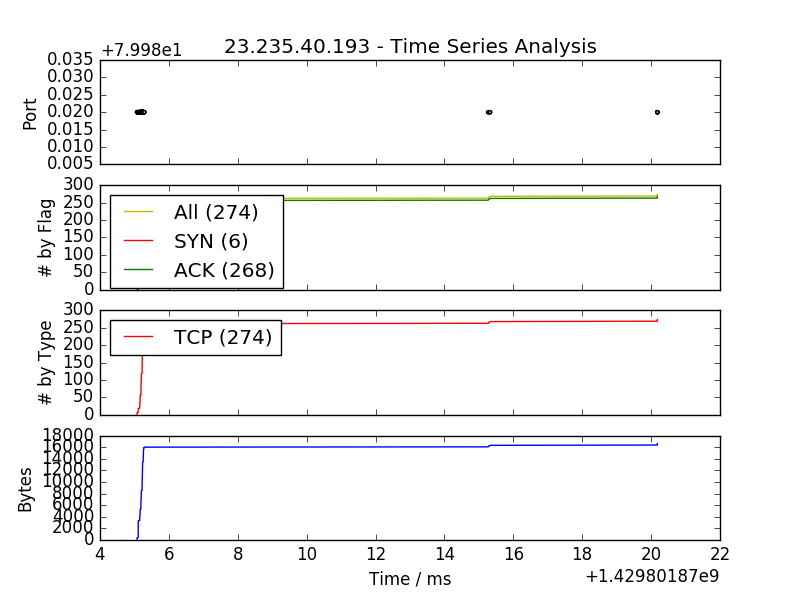 +7.998e1
23.235.40.193 - Time Series Analysis
0.035
0.030
0.025
0.020
0.015
0.010
0.005
Port
300
250
200
150
100
50
0
# by Flag
All (274)
SYN (6)
ACK (268)
300
250
200
150
100
50
0
# by Type
TCP (274)
18000
16000
14000
12000
10000
8000
6000
4000
2000
0
Bytes
4 6 8 10 12 14 16 18 20 22
Time / ms
+1.42980187e9